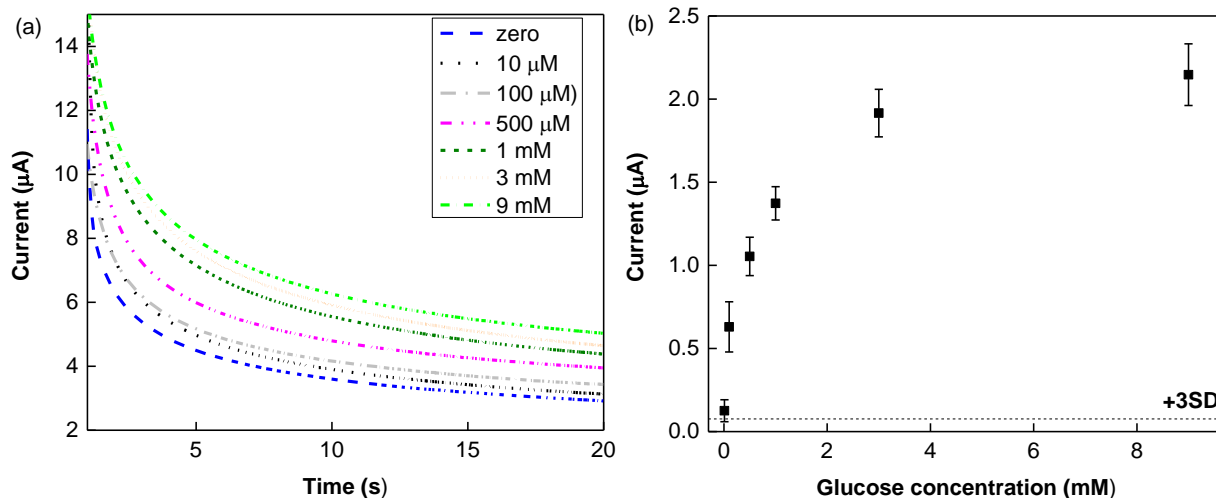 (a)
Current (µA)
14
12
10
8
6
4
2
5
10
15
20
Time (s)
zero
10 µM
100 µM)
500 µM
1 mM
3 mM
9 mM
(b)
Current (µA)
2.5
2.0
1.5
1.0
0.5
0.0
+3SD
0
2
4
6
8
Glucose concentration (mM)